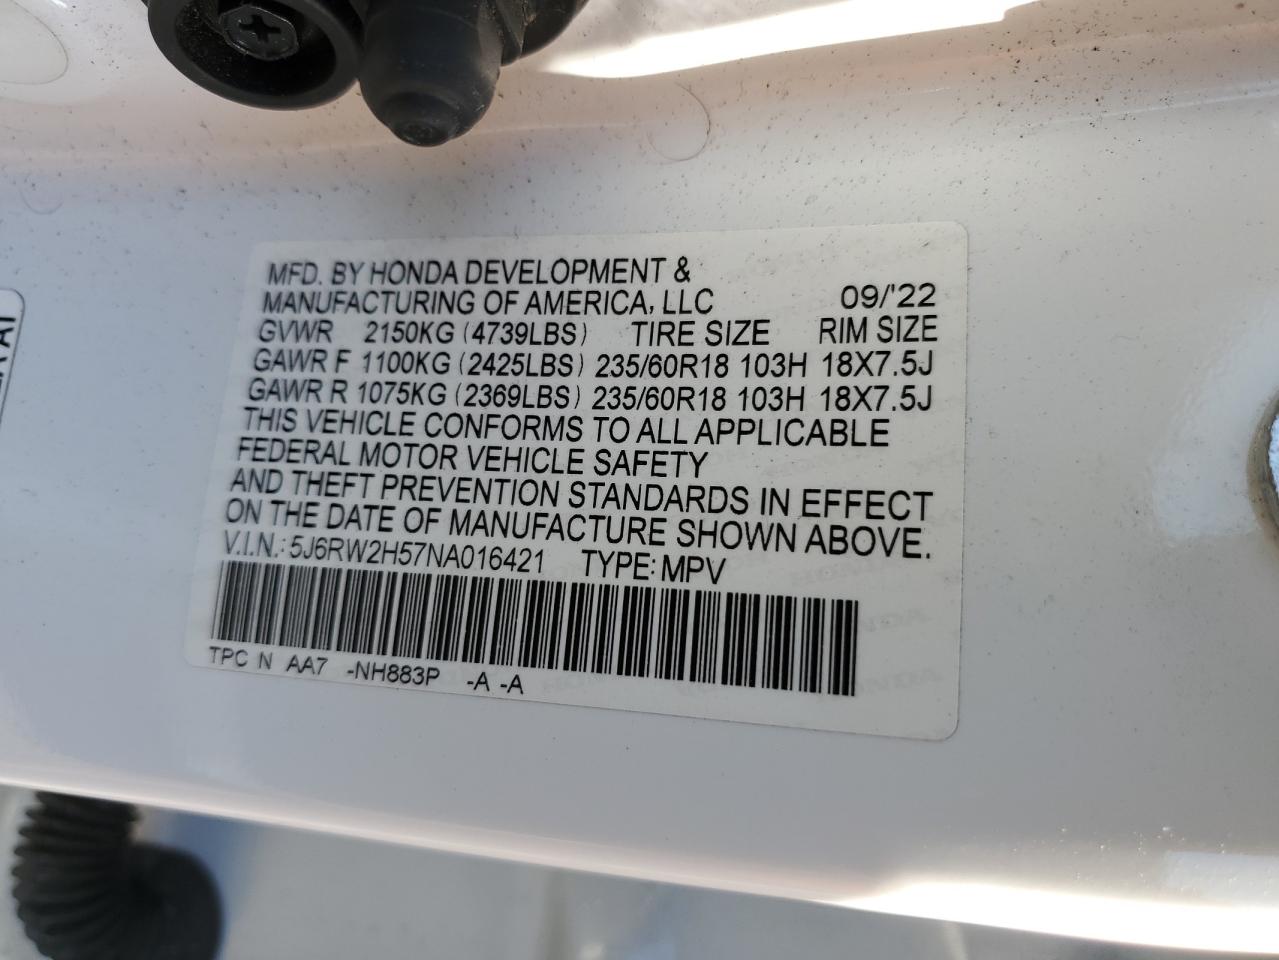 MFD. BY HONDA DEVELOPMENT &
MANUFACTURING OF AMERICA, LLC 09/'22
GVWR 2150KG (4739LBS) TIRE SIZE RIM SIZE
GAWR F 1100KG (2425LBS) 235/60R18 103H 18X7.5J
GAWR R 1075KG (2369LBS) 235/60R18 103H 18X7.5J
THIS VEHICLE CONFORMS TO ALL APPLICABLE
FEDERAL MOTOR VEHICLE SAFETY
AND THEFT PREVENTION STANDARDS IN EFFECT
ON THE DATE OF MANUFACTURE SHOWN ABOVE.
V.I.N.: 5J6RW2H57NA016421 TYPE: MPV
TPC N AA7 -NH883P -A -A